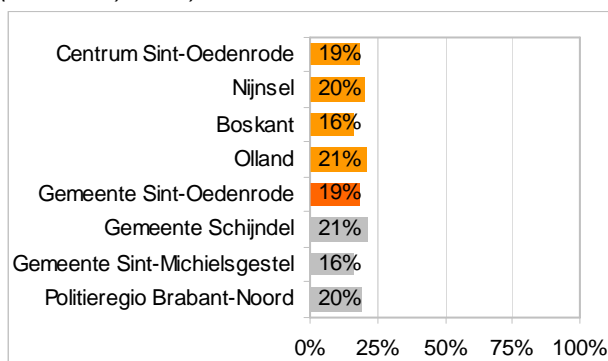 Centrum Sint-Oedenrode 19%
Nijnsel 20%
Boskant 16%
Olland 21%
Gemeente Sint-Oedenrode 19%
Gemeente Schijndel 21%
Gemeente Sint-Michielsgestel 16%
Politieregio Brabant-Noord 20%
0% 25% 50% 75% 100%